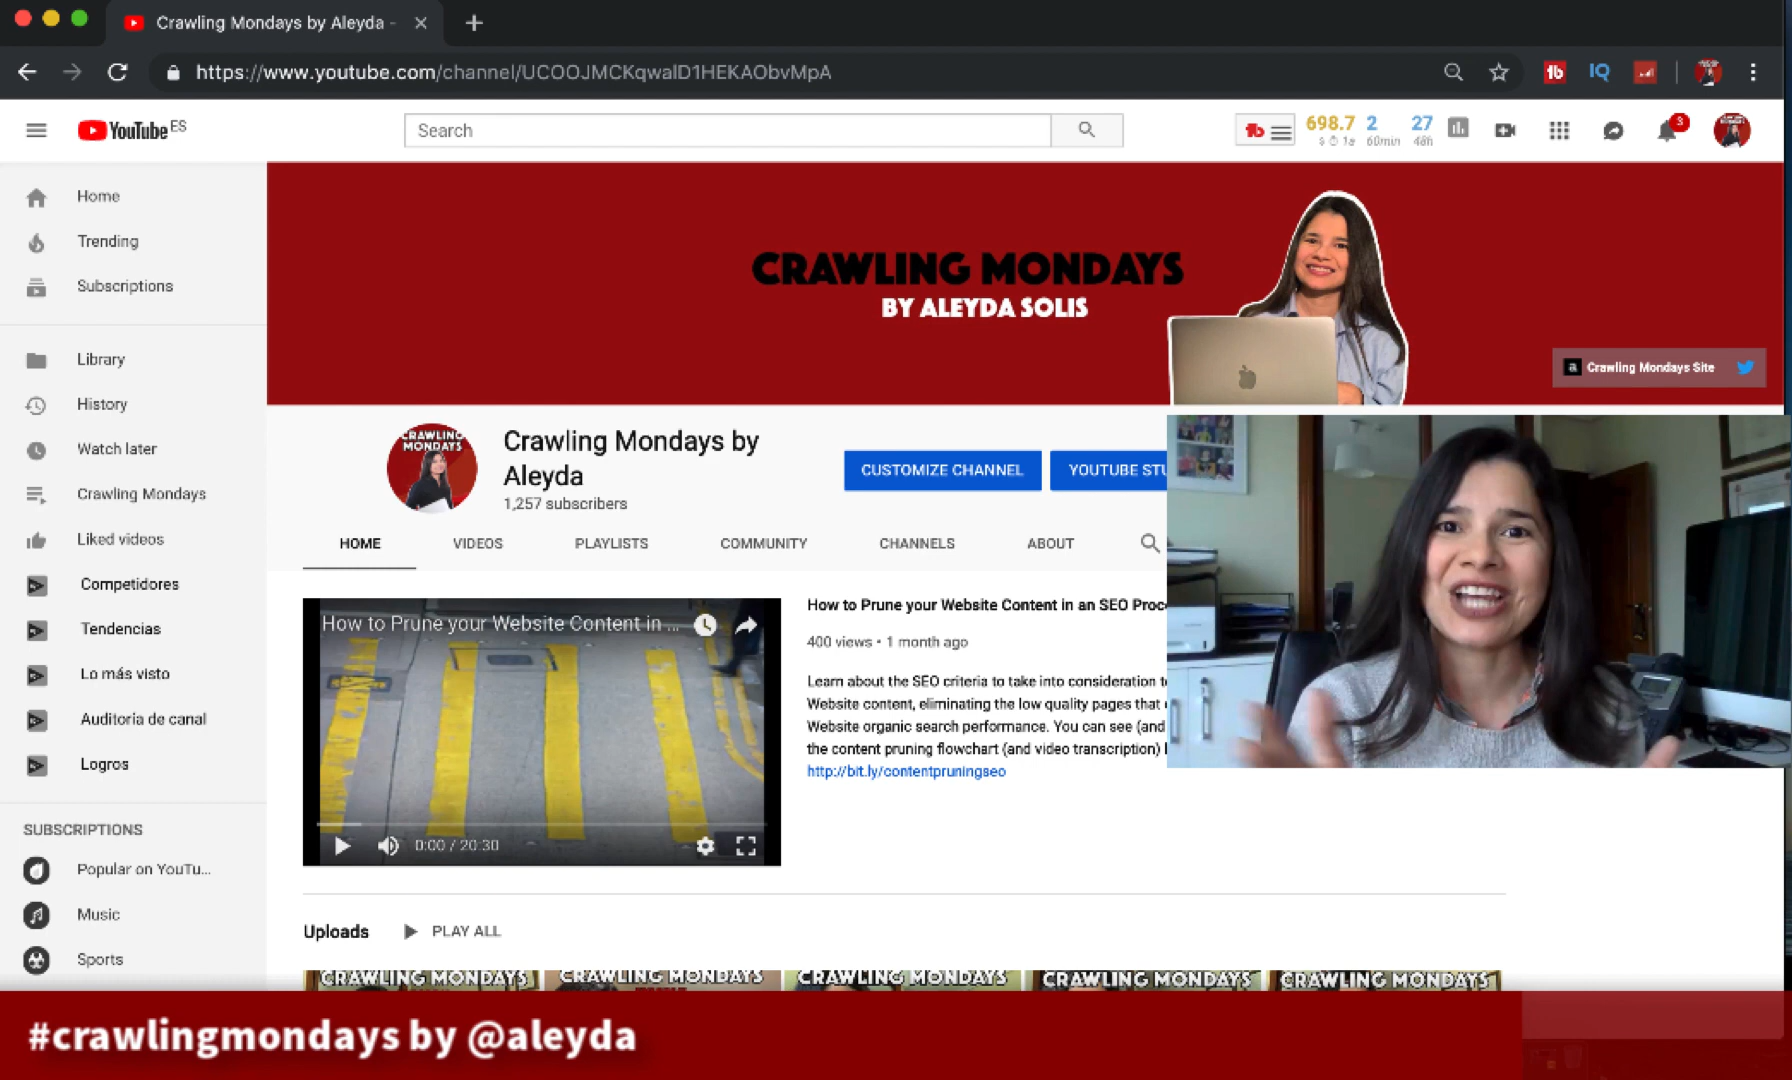 Crawling Mondays by Aleyda -
https://www.youtube.com/channel/UCOOJMCKqwalD1HEKAObvMpA
IQ
YouTube ES
Search
698.7 2 27
1a 60min 48h
3
Home
Trending
Subscriptions
Library
History
Watch later
Crawling Mondays
Liked videos
Competidores
Tendencias
Lo más visto
Auditoría de canal
Logros
SUBSCRIPTIONS
Popular on YouTu...
Music
Sports
CRAWLING MONDAYS
BY ALEYDA SOLIS
a Crawling Mondays Site
CRAWLING
MONDAYS
Crawling Mondays by
Aleyda
1,257 subscribers
CUSTOMIZE CHANNEL
YOUTUBE STU
HOME VIDEOS PLAYLISTS COMMUNITY CHANNELS ABOUT
How to Prune your Website Content in ...
0:00 / 20:30
How to Prune your Website Content in an SEO Proc
400 views • 1 month ago
Learn about the SEO criteria to take into consideration
Website content, eliminating the low quality pages that
Website organic search performance. You can see (and
the content pruning flowchart (and video transcription)
http://bit.ly/contentpruningseo
Uploads PLAY ALL
CRAWLING MONDAYS
CRAWLING MONDAYS
CRAWLING MONDAYS
CRAWLING MONDAYS
CRAWLING MONDAYS
#crawlingmondays by @aleyda